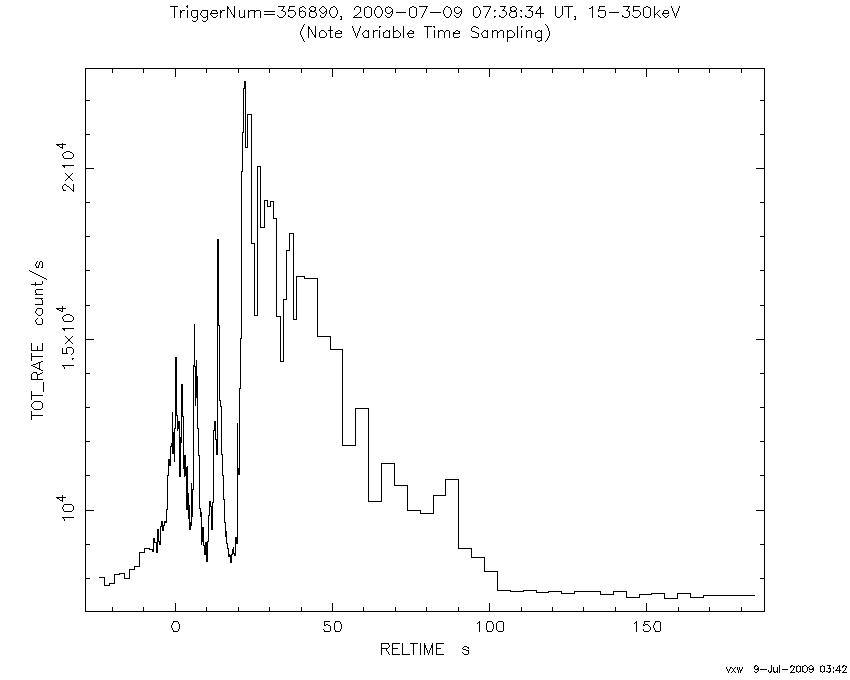 TriggerNum=356890, 2009-07-09 07:38:34 UT, 15-350keV
(Note Variable Time Sampling)
2×10⁴
1.5×10⁴
10⁴
TOT_RATE count/s
0 50 100 150
RELTIME s
vxw 9-Jul-2009 03:42